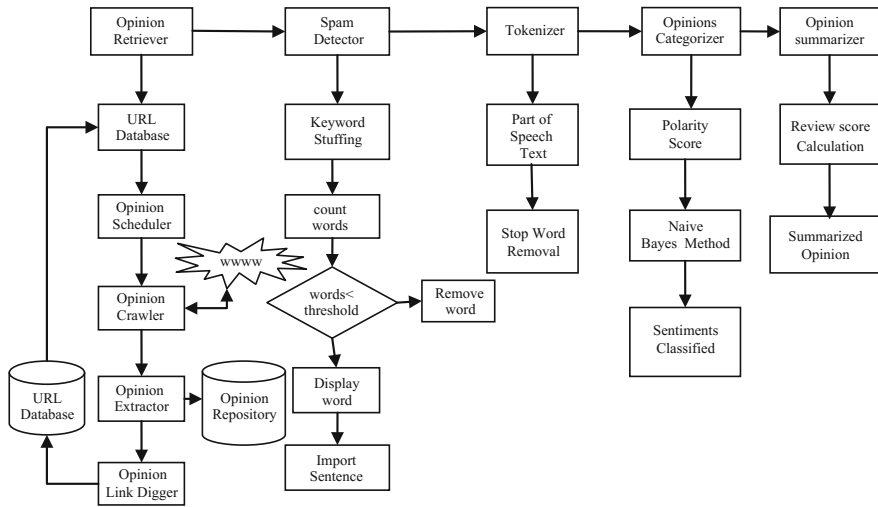 Opinion
Retriever
Spam
Detector
Tokenizer
Opinions
Categorizer
Opinion
summarizer
URL
Database
Keyword
Stuffing
Part of
Speech
Text
Polarity
Score
Review score
Calculation
Opinion
Scheduler
count
words
Stop Word
Removal
Naive
Bayes Method
Summarized
Opinion
wwww
Opinion
Crawler
words<
threshold
Remove
word
Sentiments
Classified
URL
Database
Opinion
Extractor
Opinion
Repository
Display
word
Opinion
Link Digger
Import
Sentence